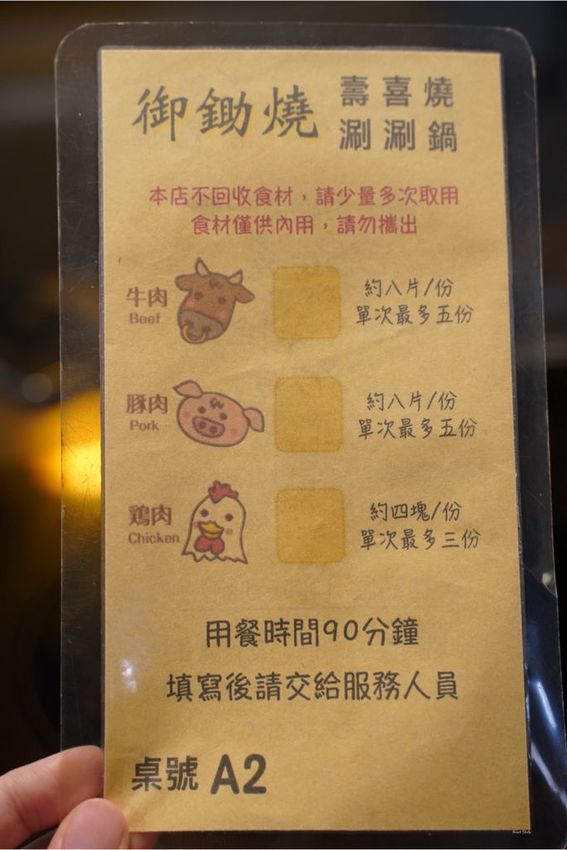 御鋤燒
壽喜燒
涮涮鍋
本店不回收食材，請少量多次取用
食材僅供內用，請勿攜出
牛肉
Beef
約八片/份
單次最多五份
豚肉
Pork
約八片/份
單次最多五份
鶏肉
Chicken
約四塊/份
單次最多三份
用餐時間90分鐘
填寫後請交給服務人員
桌號 A2